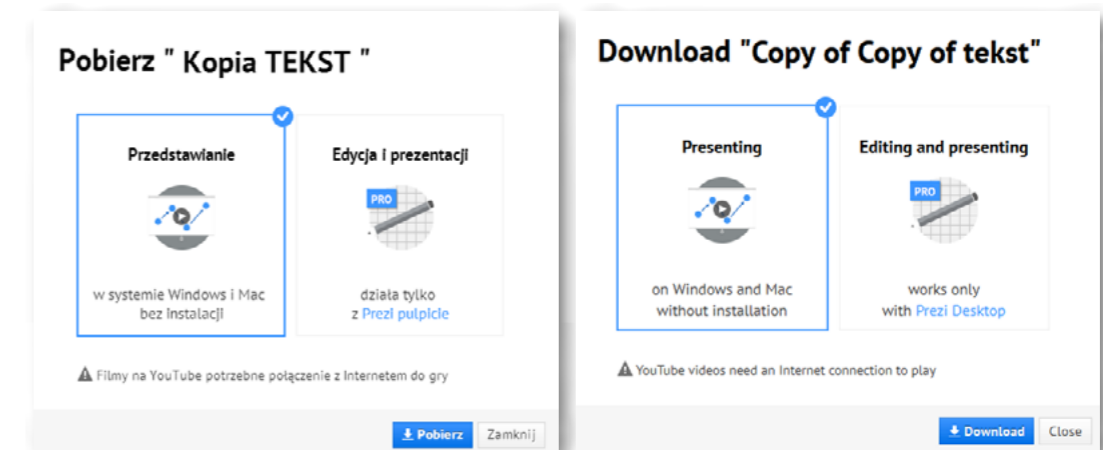 Pobierz " Kopia TEKST "
Przedstawianie
w systemie Windows i Mac
bez instalacji
Edycja i prezentacji
PRO
działa tylko
z Prezi pulpicie
Filmy na YouTube potrzebne połączenie z Internetem do gry
Pobierz
Zamknij
Download "Copy of Copy of tekst"
Presenting
on Windows and Mac
without installation
Editing and presenting
PRO
works only
with Prezi Desktop
YouTube videos need an Internet connection to play
Download
Close